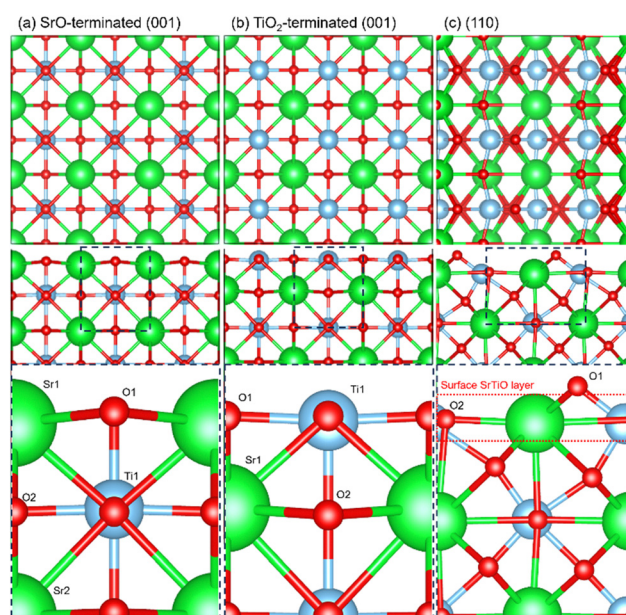 (a) SrO-terminated (001)
(b) TiO₂-terminated (001)
(c) (110)
Sr1
O1
Ti1
O2
Sr2
O1
Ti1
Sr1
O2
O1
Surface SrTiO layer
O2